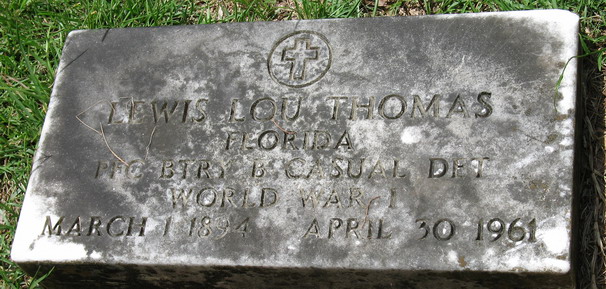 LEWIS LOU THOMAS
FLORIDA
PFC BTRY B CASUAL DET
WORLD WAR I
MARCH 1 1894 APRIL 30 1961